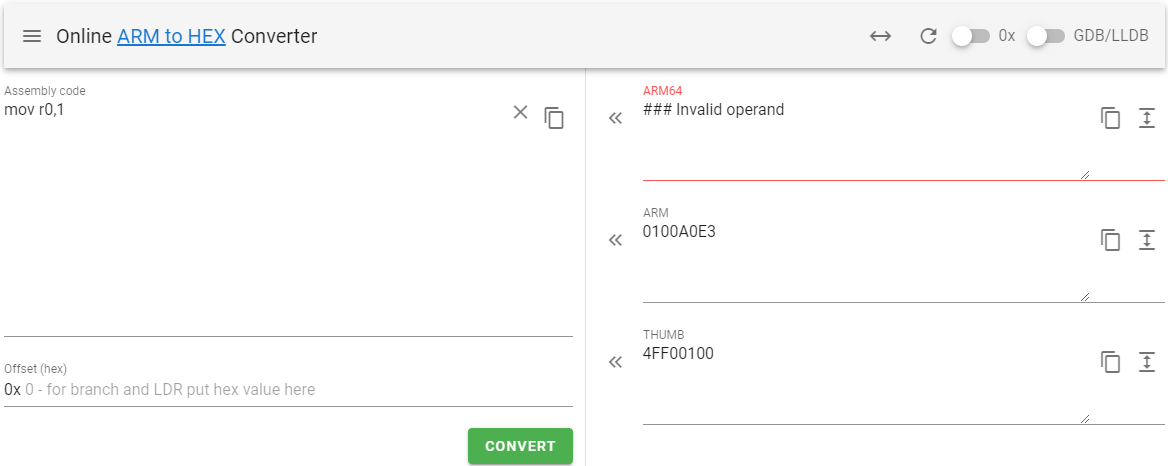 Online ARM to HEX Converter
0x
GDB/LLDB
Assembly code
mov r0,1
Offset (hex)
0x 0 - for branch and LDR put hex value here
CONVERT
ARM64
### Invalid operand
ARM
0100A0E3
THUMB
4FF00100